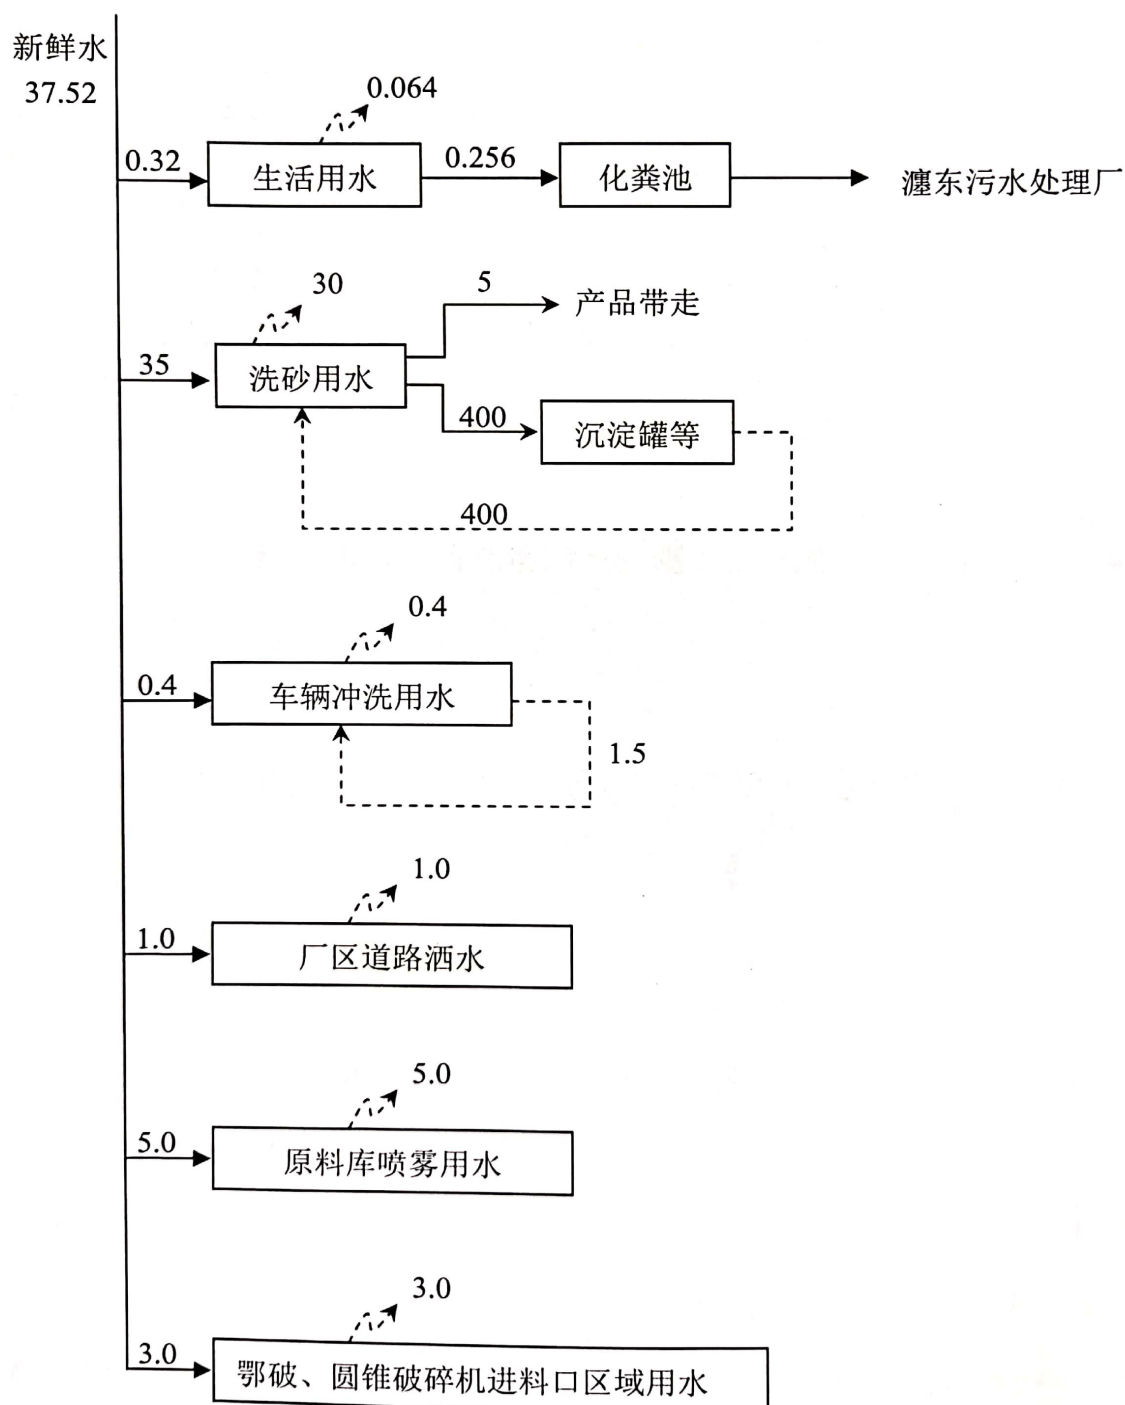 新鲜水
37.52
0.064
0.32
生活用水
0.256
化粪池
瀍东污水处理厂
30
5
产品带走
35
洗砂用水
400
沉淀罐等
400
0.4
0.4
车辆冲洗用水
1.5
1.0
1.0
厂区道路洒水
5.0
5.0
原料库喷雾用水
3.0
3.0
鄂破、圆锥破碎机进料口区域用水